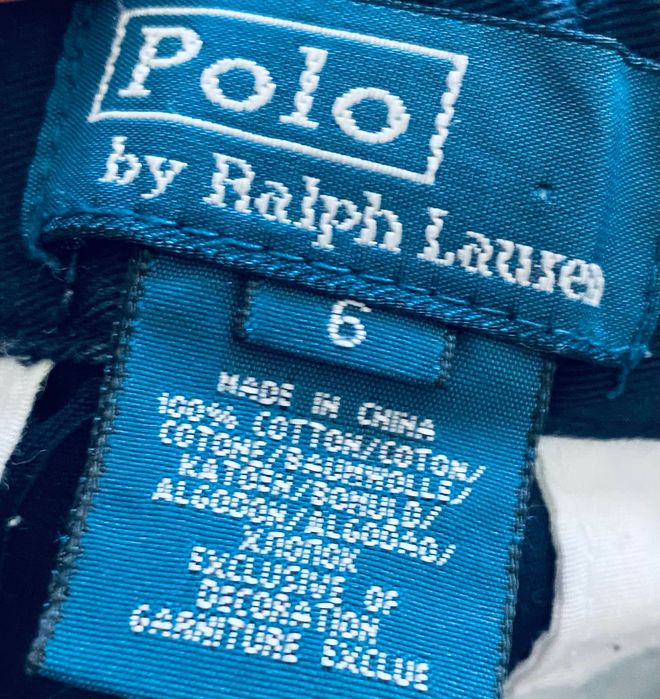 Polo
by Ralph Lauren
6
MADE IN CHINA
100% COTTON/COTON/
COTONE/BAUMWOLLE/
KATOEN/BOMULD/
ALGODON/ALGODÃO/
ХЛОПОК
EXCLUSIVE OF
DECORATION
GARNITURE EXCLUE